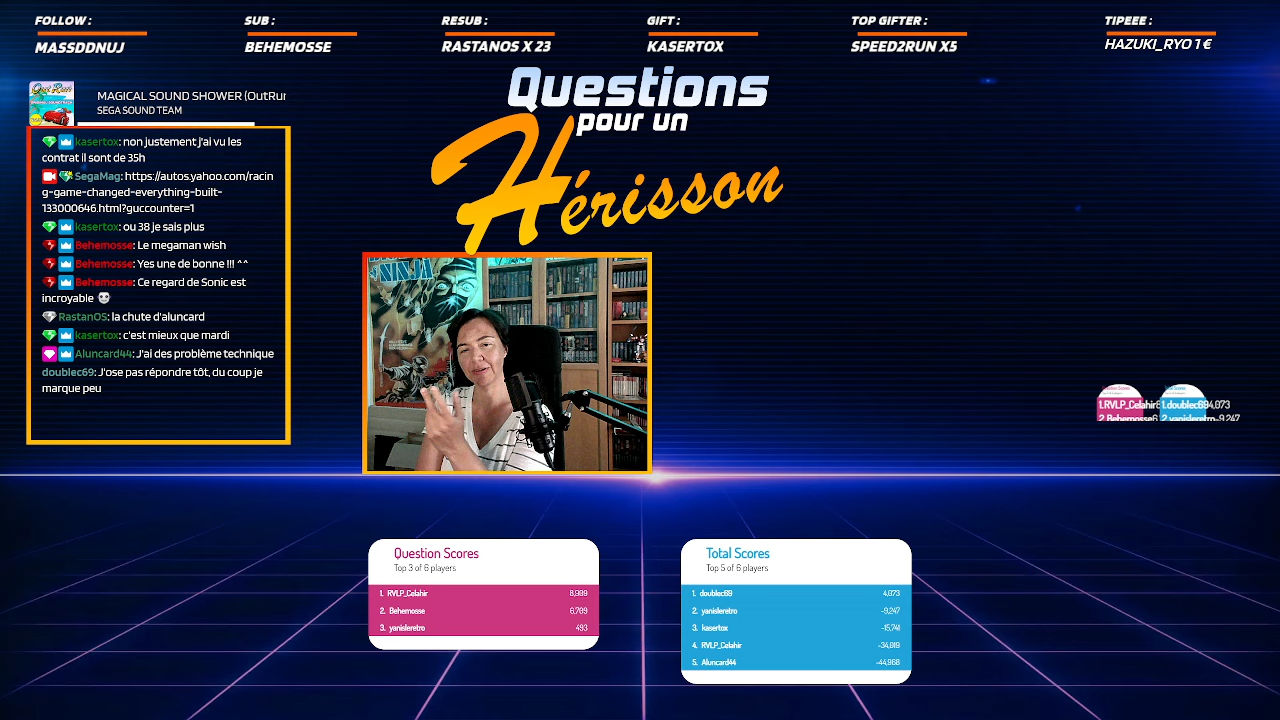 FOLLOW :
MASSDDNUJ
SUB :
BEHEMOSSE
RESUB :
RASTANOS X 23
GIFT :
KASERTOX
TOP GIFTER :
SPEED2RUN X5
TIPEEE :
HAZUKI_RYO 1 €
MAGICAL SOUND SHOWER (OutRur
SEGA SOUND TEAM
Questions
pour un
Hérisson
kasertox: non justement j'ai vu les
contrat il sont de 35h
SegaMag: https://autos.yahoo.com/racin
g-game-changed-everything-built-
133000646.html?guccounter=1
kasertox: ou 38 je sais plus
Behemosse: Le megaman wish
Behemosse: Yes une de bonne !!! ^^
Behemosse: Ce regard de Sonic est
incroyable
RastanOS: la chute d'aluncard
kasertox: c'est mieux que mardi
Aluncard44: J'ai des problème technique
doublec69: J'ose pas répondre tôt, du coup je
marque peu
NINJA
Question Scores
Top 3 of 6 players
1. RVLP_Celahir 8,989
2. Behemosse 6,769
3. yanisleretro 493
Total Scores
Top 5 of 6 players
1. doublec69 4,073
2. yanisleretro -9,247
3. kasertox -15,741
4. RVLP_Celahir -34,019
5. Aluncard44 -44,968